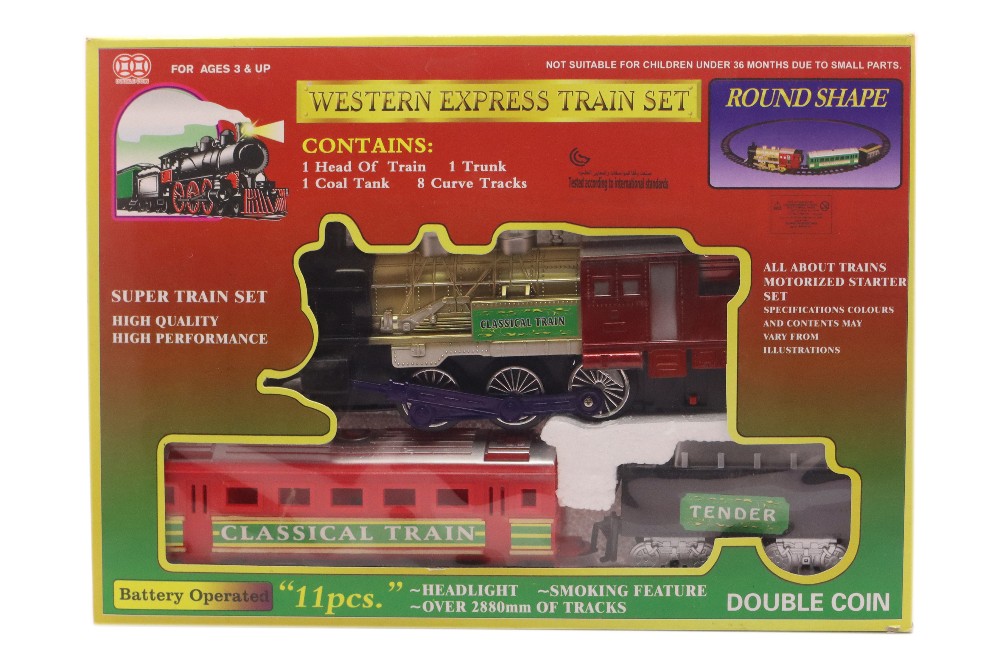 FOR AGES 3 & UP
NOT SUITABLE FOR CHILDREN UNDER 36 MONTHS DUE TO SMALL PARTS.
WESTERN EXPRESS TRAIN SET
ROUND SHAPE
CONTAINS:
1 Head Of Train 1 Trunk
1 Coal Tank 8 Curve Tracks
Tested according to international standards
SUPER TRAIN SET
HIGH QUALITY
HIGH PERFORMANCE
ALL ABOUT TRAINS
MOTORIZED STARTER
SET
SPECIFICATIONS COLOURS
AND CONTENTS MAY
VARY FROM
ILLUSTRATIONS
CLASSICAL TRAIN
CLASSICAL TRAIN
TENDER
Battery Operated
"11pcs."
~HEADLIGHT ~SMOKING FEATURE
~OVER 2880mm OF TRACKS
DOUBLE COIN